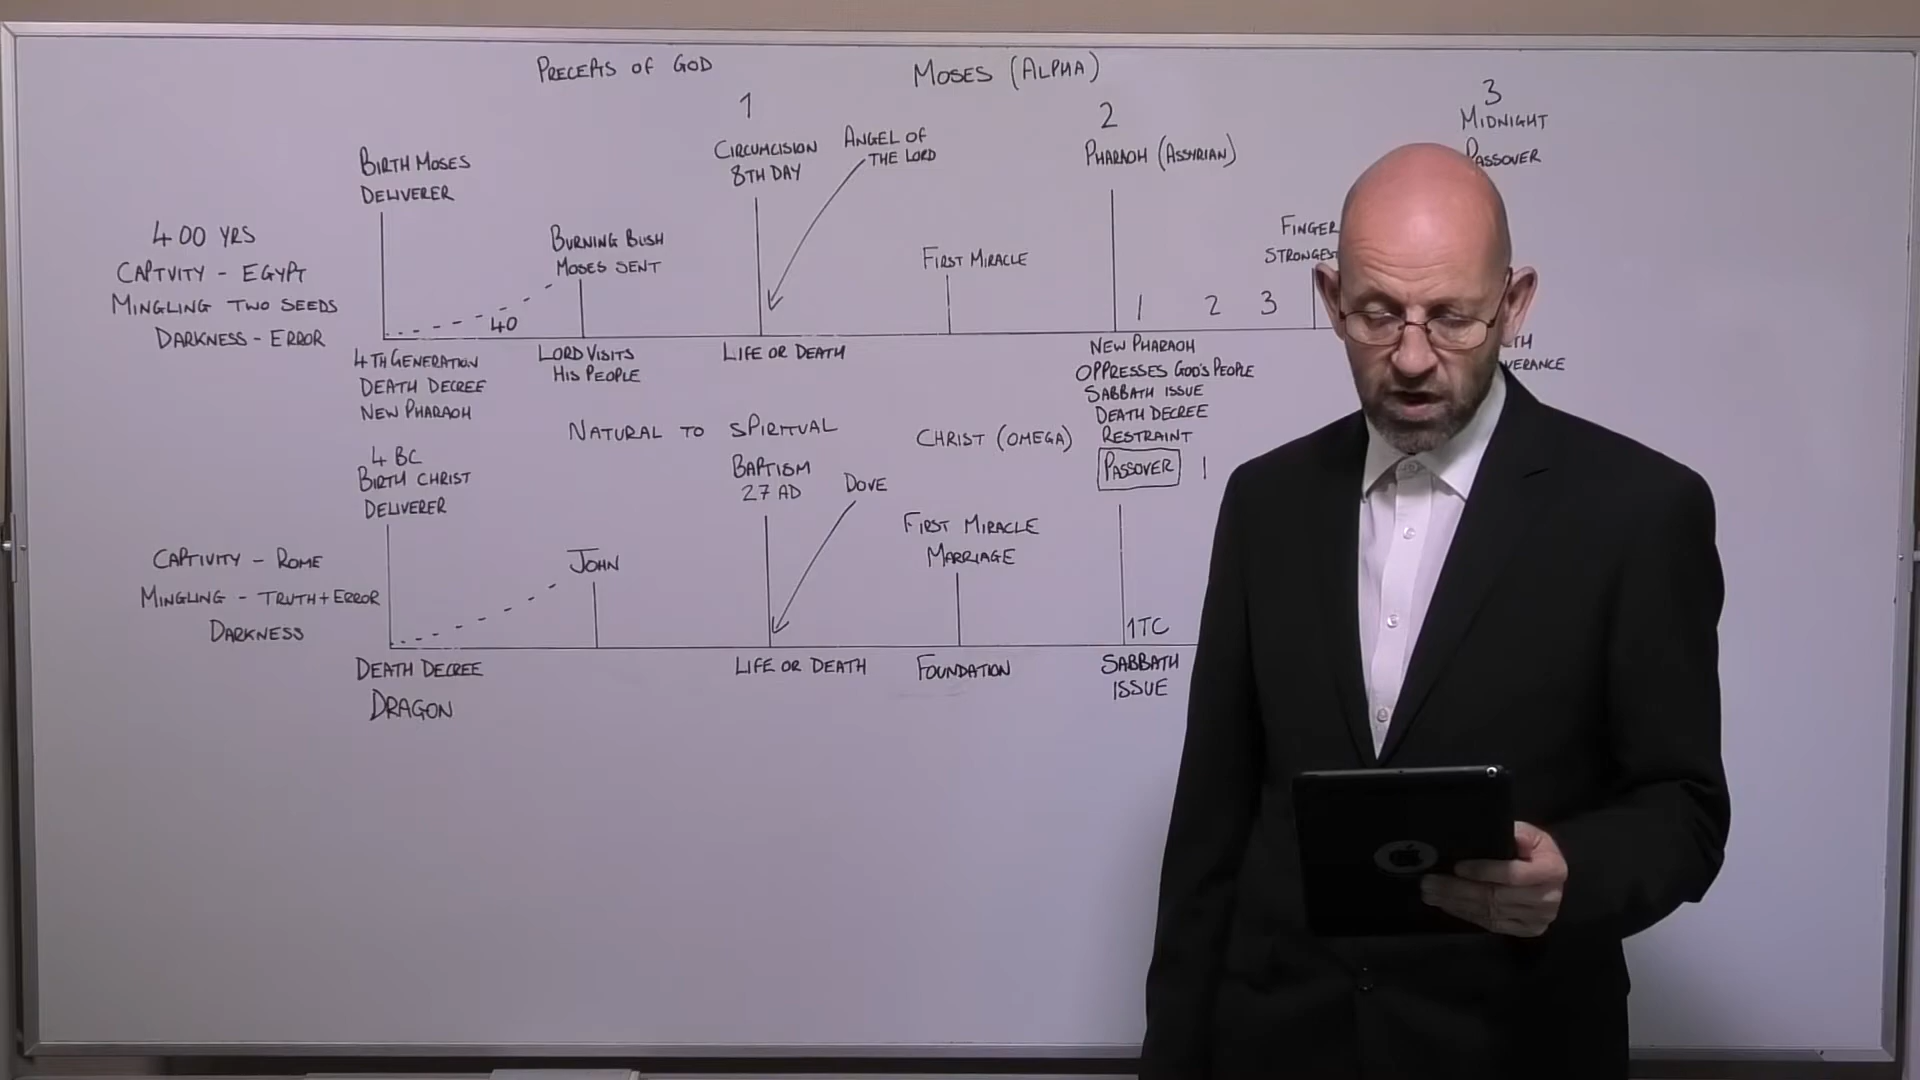 PRECEPTS OF GOD
MOSES (ALPHA)
1
2
3
MIDNIGHT
PASSOVER
BIRTH MOSES
DELIVERER
CIRCUMCISION
8TH DAY
ANGEL OF
THE LORD
PHARAOH (ASSYRIAN)
400 YRS
CAPTVITY - EGYPT
MINGLING TWO SEEDS
DARKNESS - ERROR
BURNING BUSH
MOSES SENT
FIRST MIRACLE
FINGER
STRONGEST
40
1 2 3
4TH GENERATION
DEATH DECREE
NEW PHARAOH
LORD VISITS
HIS PEOPLE
LIFE OR DEATH
NEW PHARAOH
OPPRESSES GOD'S PEOPLE
SABBATH ISSUE
DEATH DECREE
RESTRAINT
NATURAL TO SPIRITUAL
CHRIST (OMEGA)
PASSOVER 1
4 BC
BIRTH CHRIST
DELIVERER
BAPTISM
27 AD
DOVE
FIRST MIRACLE
MARRIAGE
CAPTIVITY - ROME
MINGLING - TRUTH + ERROR
DARKNESS
JOHN
1TC
DEATH DECREE
DRAGON
LIFE OR DEATH
FOUNDATION
SABBATH
ISSUE